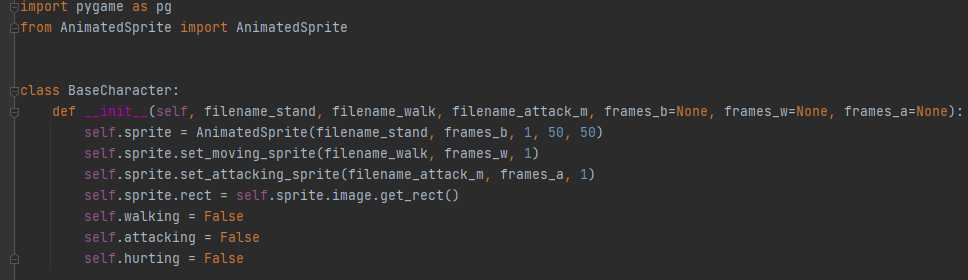 import pygame as pg
from AnimatedSprite import AnimatedSprite
class BaseCharacter:
def __init__(self, filename_stand, filename_walk, filename_attack_m, frames_b=None, frames_w=None, frames_a=None):
self.sprite = AnimatedSprite(filename_stand, frames_b, 1, 50, 50)
self.sprite.set_moving_sprite(filename_walk, frames_w, 1)
self.sprite.set_attacking_sprite(filename_attack_m, frames_a, 1)
self.sprite.rect = self.sprite.image.get_rect()
self.walking = False
self.attacking = False
self.hurting = False